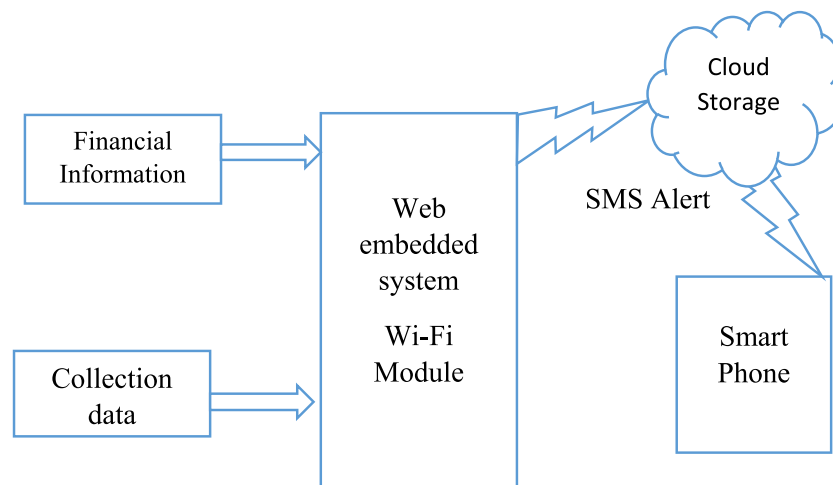 Financial
Information
Collection
data
Web
embedded
system
Wi-Fi
Module
Cloud
Storage
SMS Alert
Smart
Phone